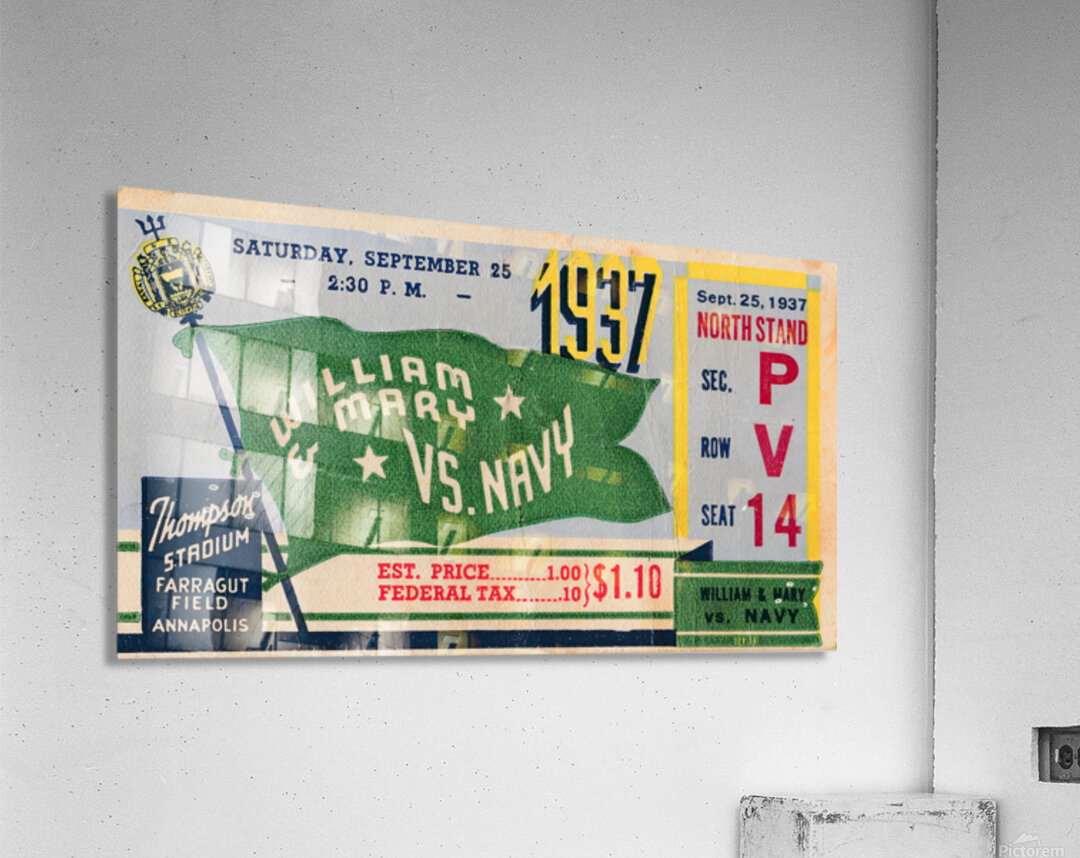 SATURDAY, SEPTEMBER 25
- 2:30 P. M. -
1937
WILLIAM
& MARY
VS. NAVY
Thompson
STADIUM
FARRAGUT
FIELD
ANNAPOLIS
EST. PRICE..........1.00
FEDERAL TAX........10
} $1.10
Sept. 25, 1937
NORTH STAND
SEC. P
ROW V
SEAT 14
WILLIAM & MARY
vs. NAVY
Pictorem